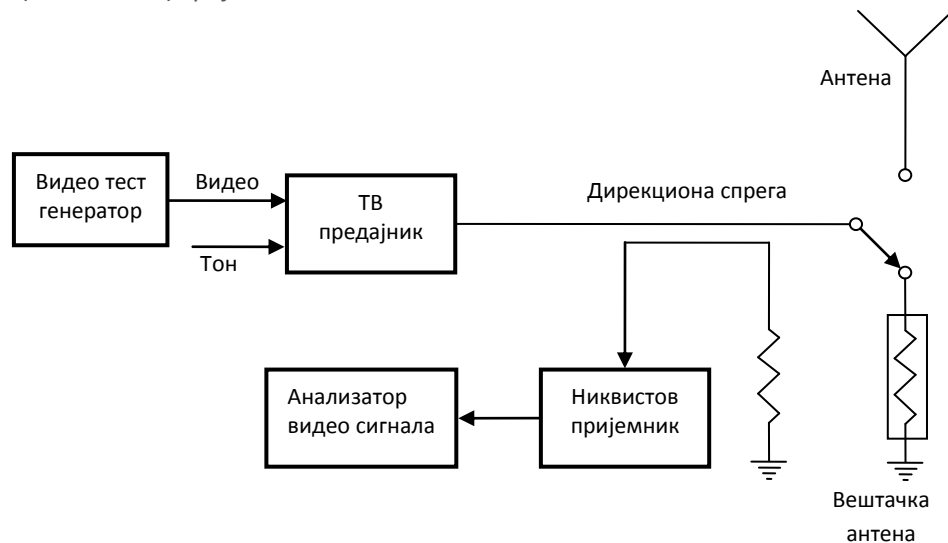 Антена
Видео тест
генератор
Видео
Тон
ТВ
предајник
Дирекциона спрега
Анализатор
видео сигнала
Никвистов
пријемник
Вештачка
антена